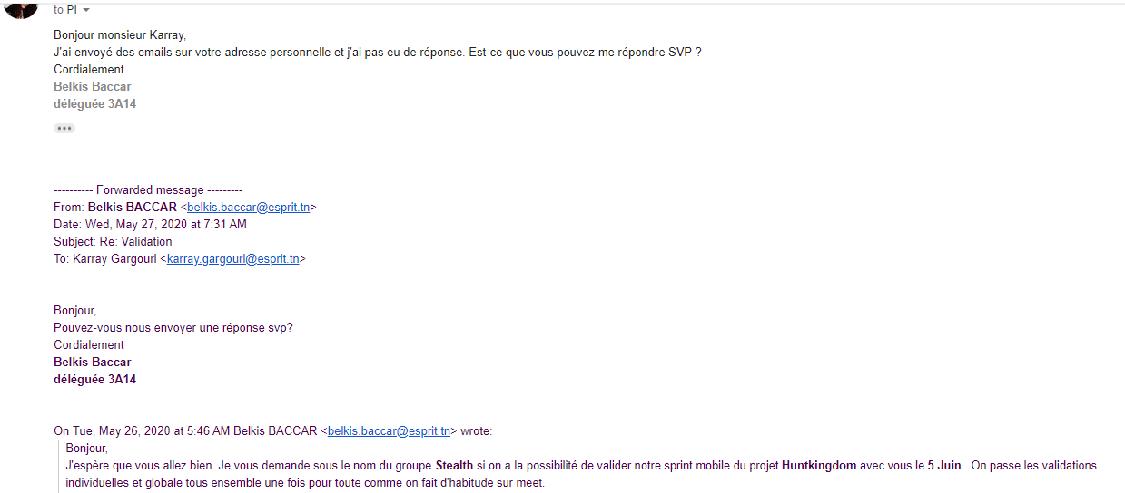 to PI
Bonjour monsieur Karray,
J'ai envoyé des emails sur votre adresse personnelle et j'ai pas eu de réponse. Est ce que vous pouvez me répondre SVP ?
Cordialement
Belkis Baccar
déléguée 3A14
---------- Forwarded message ---------
From: Belkis BACCAR <belkis.baccar@esprit.tn>
Date: Wed, May 27, 2020 at 7:31 AM
Subject: Re: Validation
To: Karray Gargouri <karray.gargouri@esprit.tn>
Bonjour,
Pouvez-vous nous envoyer une réponse svp?
Cordialement
Belkis Baccar
déléguée 3A14
On Tue, May 26, 2020 at 5:46 AM Belkis BACCAR <belkis.baccar@esprit.tn> wrote:
Bonjour,
J'espère que vous allez bien. Je vous demande sous le nom du groupe Stealth si on a la possibilité de valider notre sprint mobile du projet Huntkingdom avec vous le 5 Juin . On passe les validations
individuelles et globale tous ensemble une fois pour toute comme on fait d'habitude sur meet.